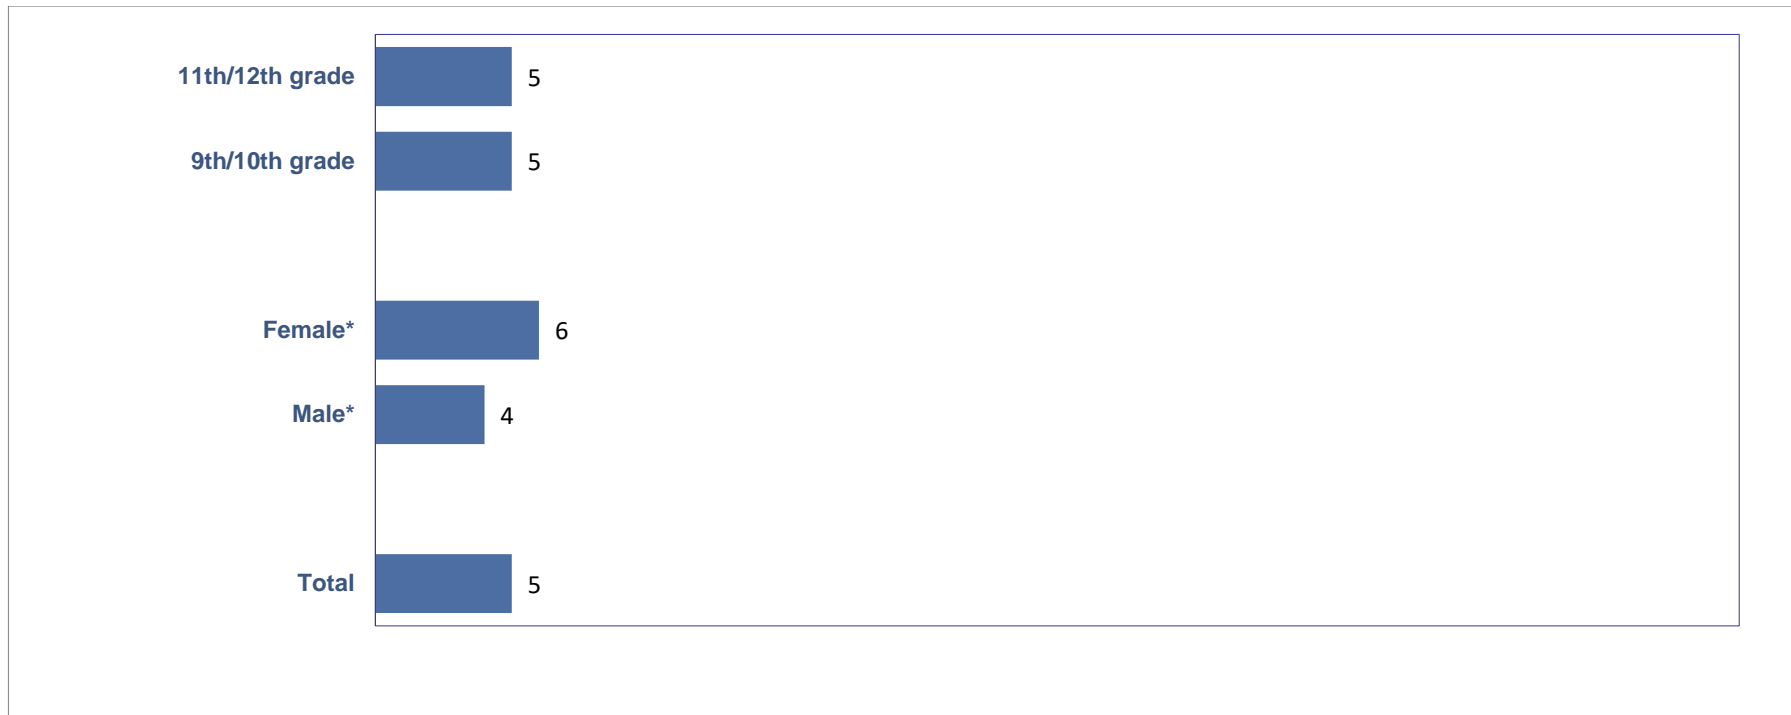 11th/12th grade 5
9th/10th grade 5
Female* 6
Male* 4
Total 5